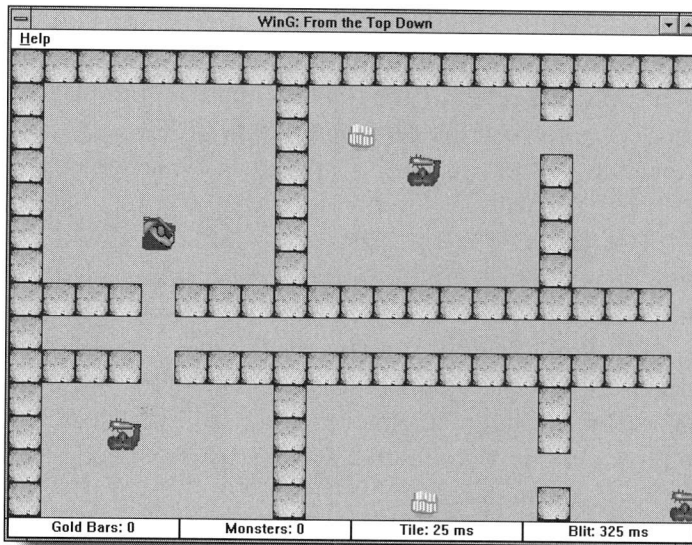 WinG: From the Top Down
Help
Gold Bars: 0 Monsters: 0 Tile: 25 ms Blit: 325 ms